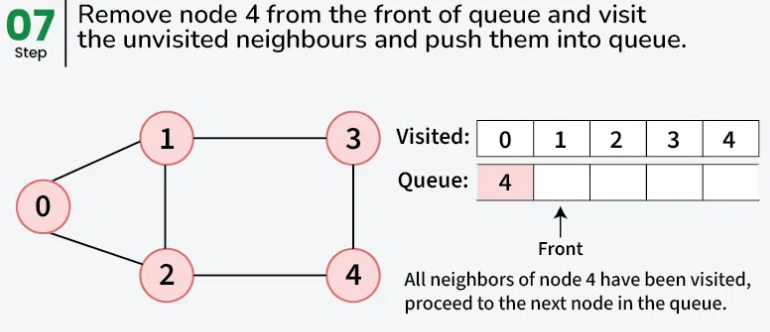 07
Step
Remove node 4 from the front of queue and visit
the unvisited neighbours and push them into queue.
0
1
2
3
4
Visited: 0 1 2 3 4
Queue: 4
Front
All neighbors of node 4 have been visited,
proceed to the next node in the queue.